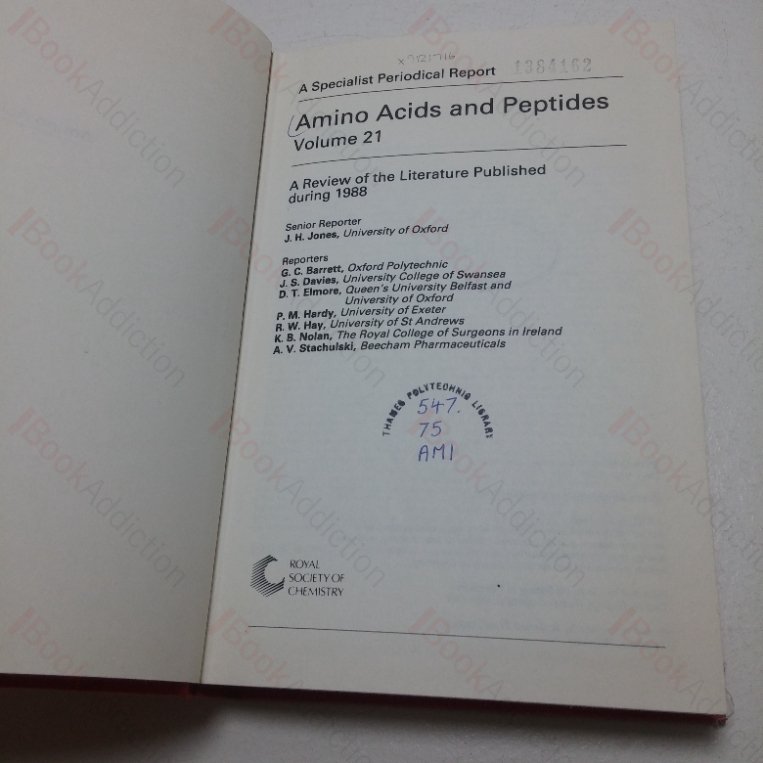 x 7121716
1384162
A Specialist Periodical Report
Amino Acids and Peptides
Volume 21
A Review of the Literature Published
during 1988
Senior Reporter
J. H. Jones, University of Oxford
Reporters
G. C. Barrett, Oxford Polytechnic
J. S. Davies, University College of Swansea
D. T. Elmore, Queen's University Belfast and
University of Oxford
P. M. Hardy, University of Exeter
R. W. Hay, University of St Andrews
K. B. Nolan, The Royal College of Surgeons in Ireland
A. V. Stachulski, Beecham Pharmaceuticals
THAMES POLYTECHNIC LIBRARY
547.
75
AMI
ROYAL
SOCIETY OF
CHEMISTRY
BookAddiction